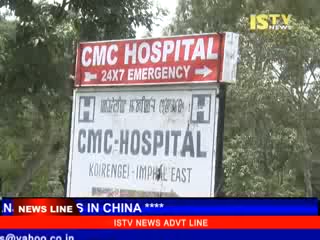 ISTV
NEWS
CMC HOSPITAL
24X7 EMERGENCY
H H
CMC-HOSPITAL
KOIRENGEI-IMPHAL EAST
NEWS LINE
S IN CHINA ****
ISTV NEWS ADVT LINE
s@yahoo.co.in